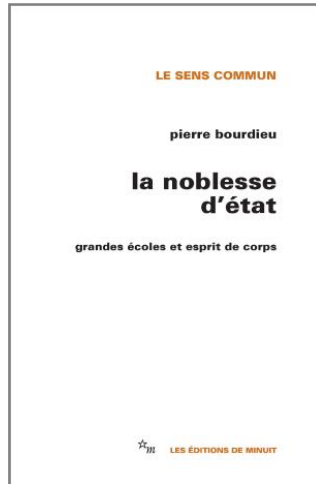 LE SENS COMMUN
pierre bourdieu
la noblesse
d'état
grandes écoles et esprit de corps
m LES ÉDITIONS DE MINUIT